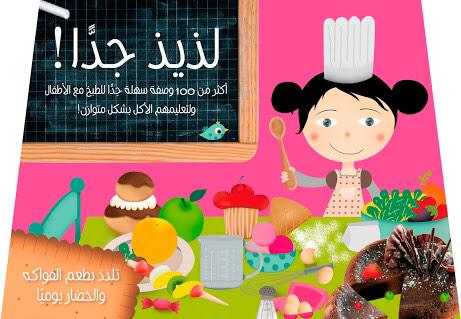 لذيذ جدًّا!
أكثر من 100 وصفة سهلة جدًّا للطبخ مع الأطفال
ولتعليمهم الأكل بشكل متوازن!
تلذذ بطعم الفواكه
والخضار يوميًا